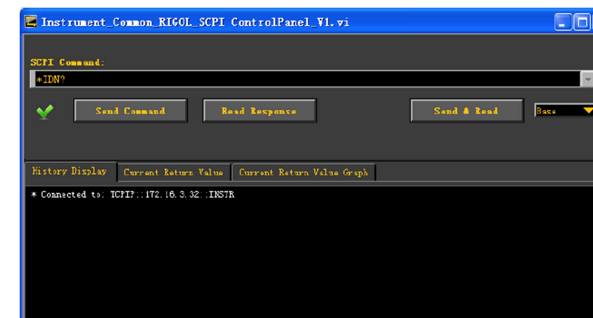 Instrument_Common_RIGOL_SCPI ControlPanel_V1.vi
SCPI Command:
*IDN?
Send Command Read Response Send & Read Base
History Display Current Return Value Current Return Value Graph
* Connected to: TCPIP::172.16.3.32::INSTR